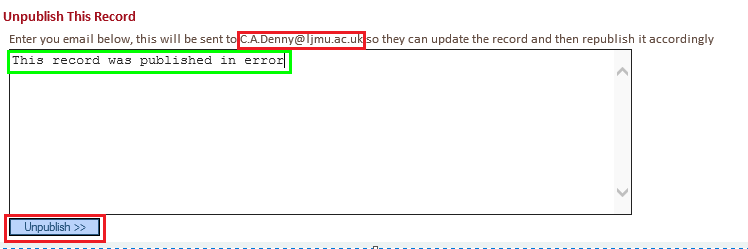 Unpublish This Record
Enter you email below, this will be sent to C.A.Denny@ljmu.ac.uk so they can update the record and then republish it accordingly
This record was published in error
Unpublish >>